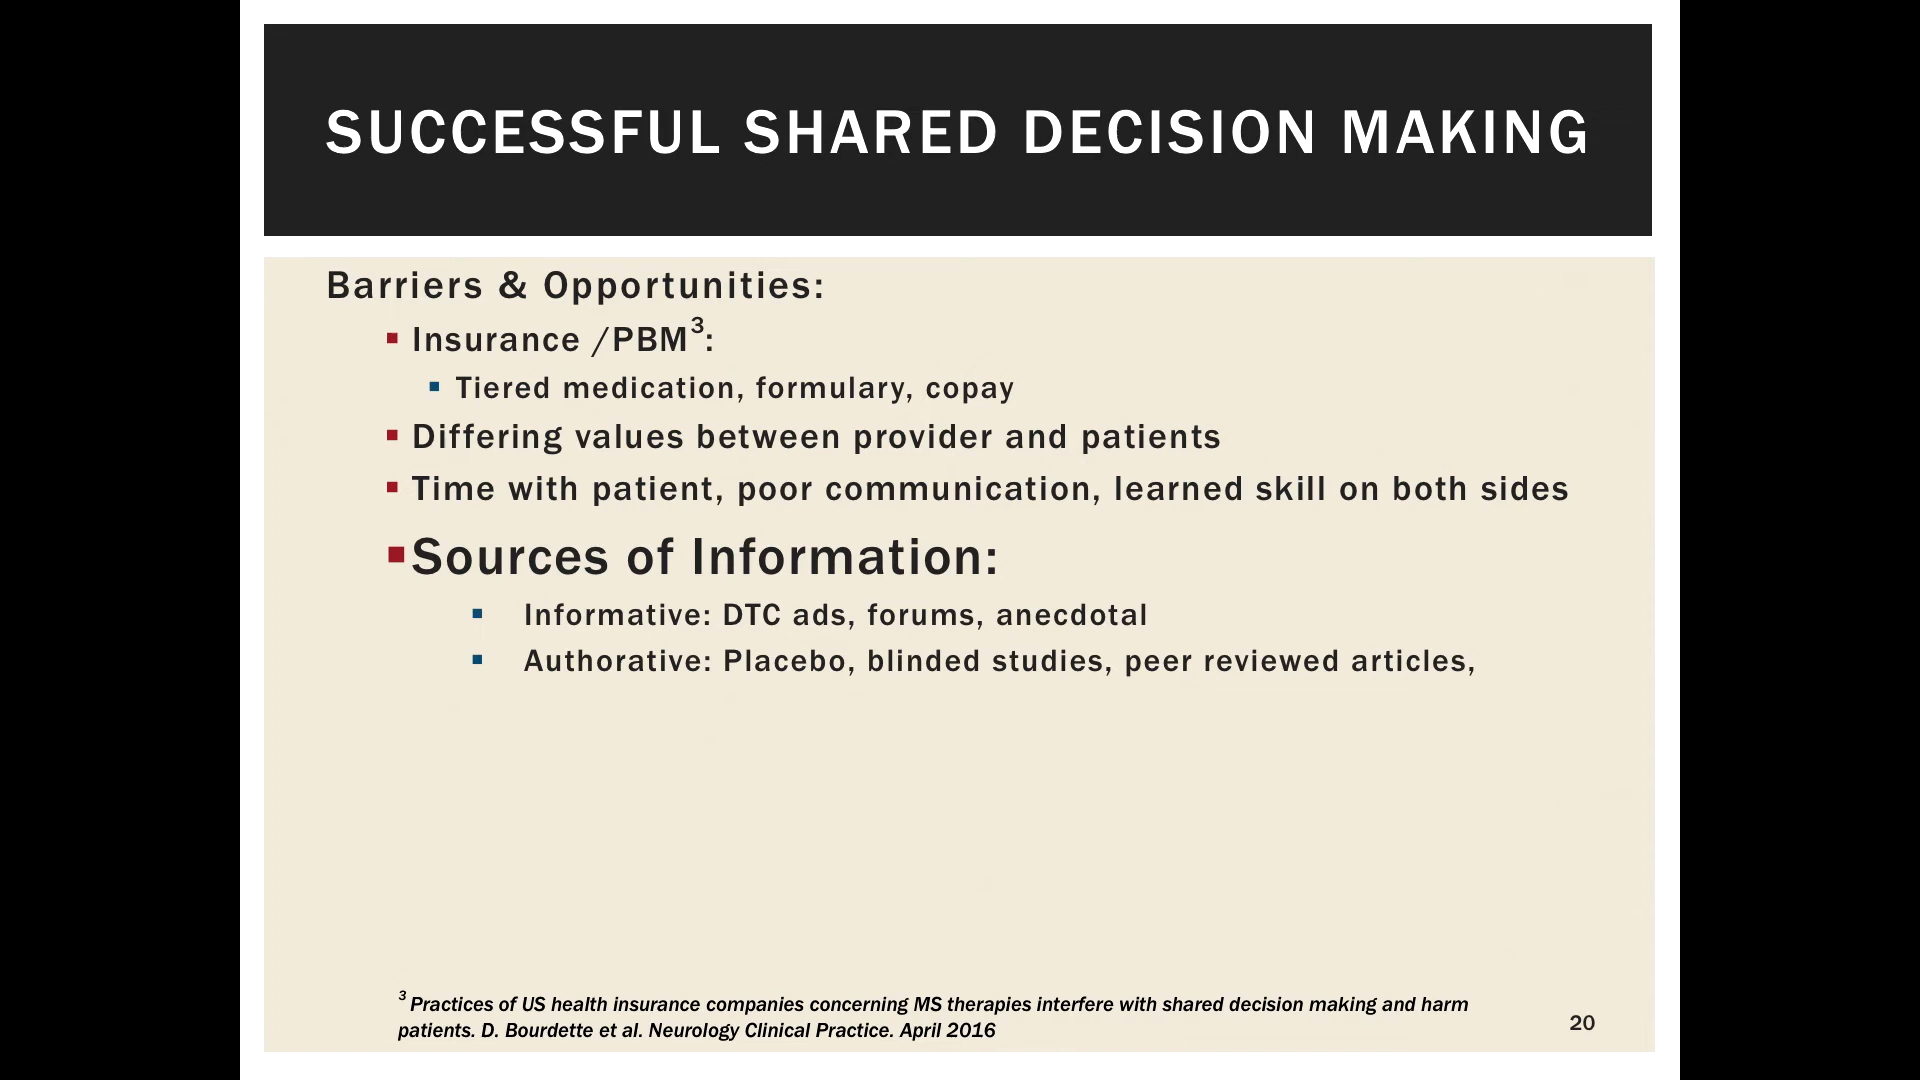 SUCCESSFUL SHARED DECISION MAKING
Barriers & Opportunities:
▪ Insurance /PBM³:
▪ Tiered medication, formulary, copay
▪ Differing values between provider and patients
▪ Time with patient, poor communication, learned skill on both sides
▪ Sources of Information:
▪ Informative: DTC ads, forums, anecdotal
▪ Authorative: Placebo, blinded studies, peer reviewed articles,
³ Practices of US health insurance companies concerning MS therapies interfere with shared decision making and harm
patients. D. Bourdette et al. Neurology Clinical Practice. April 2016
20